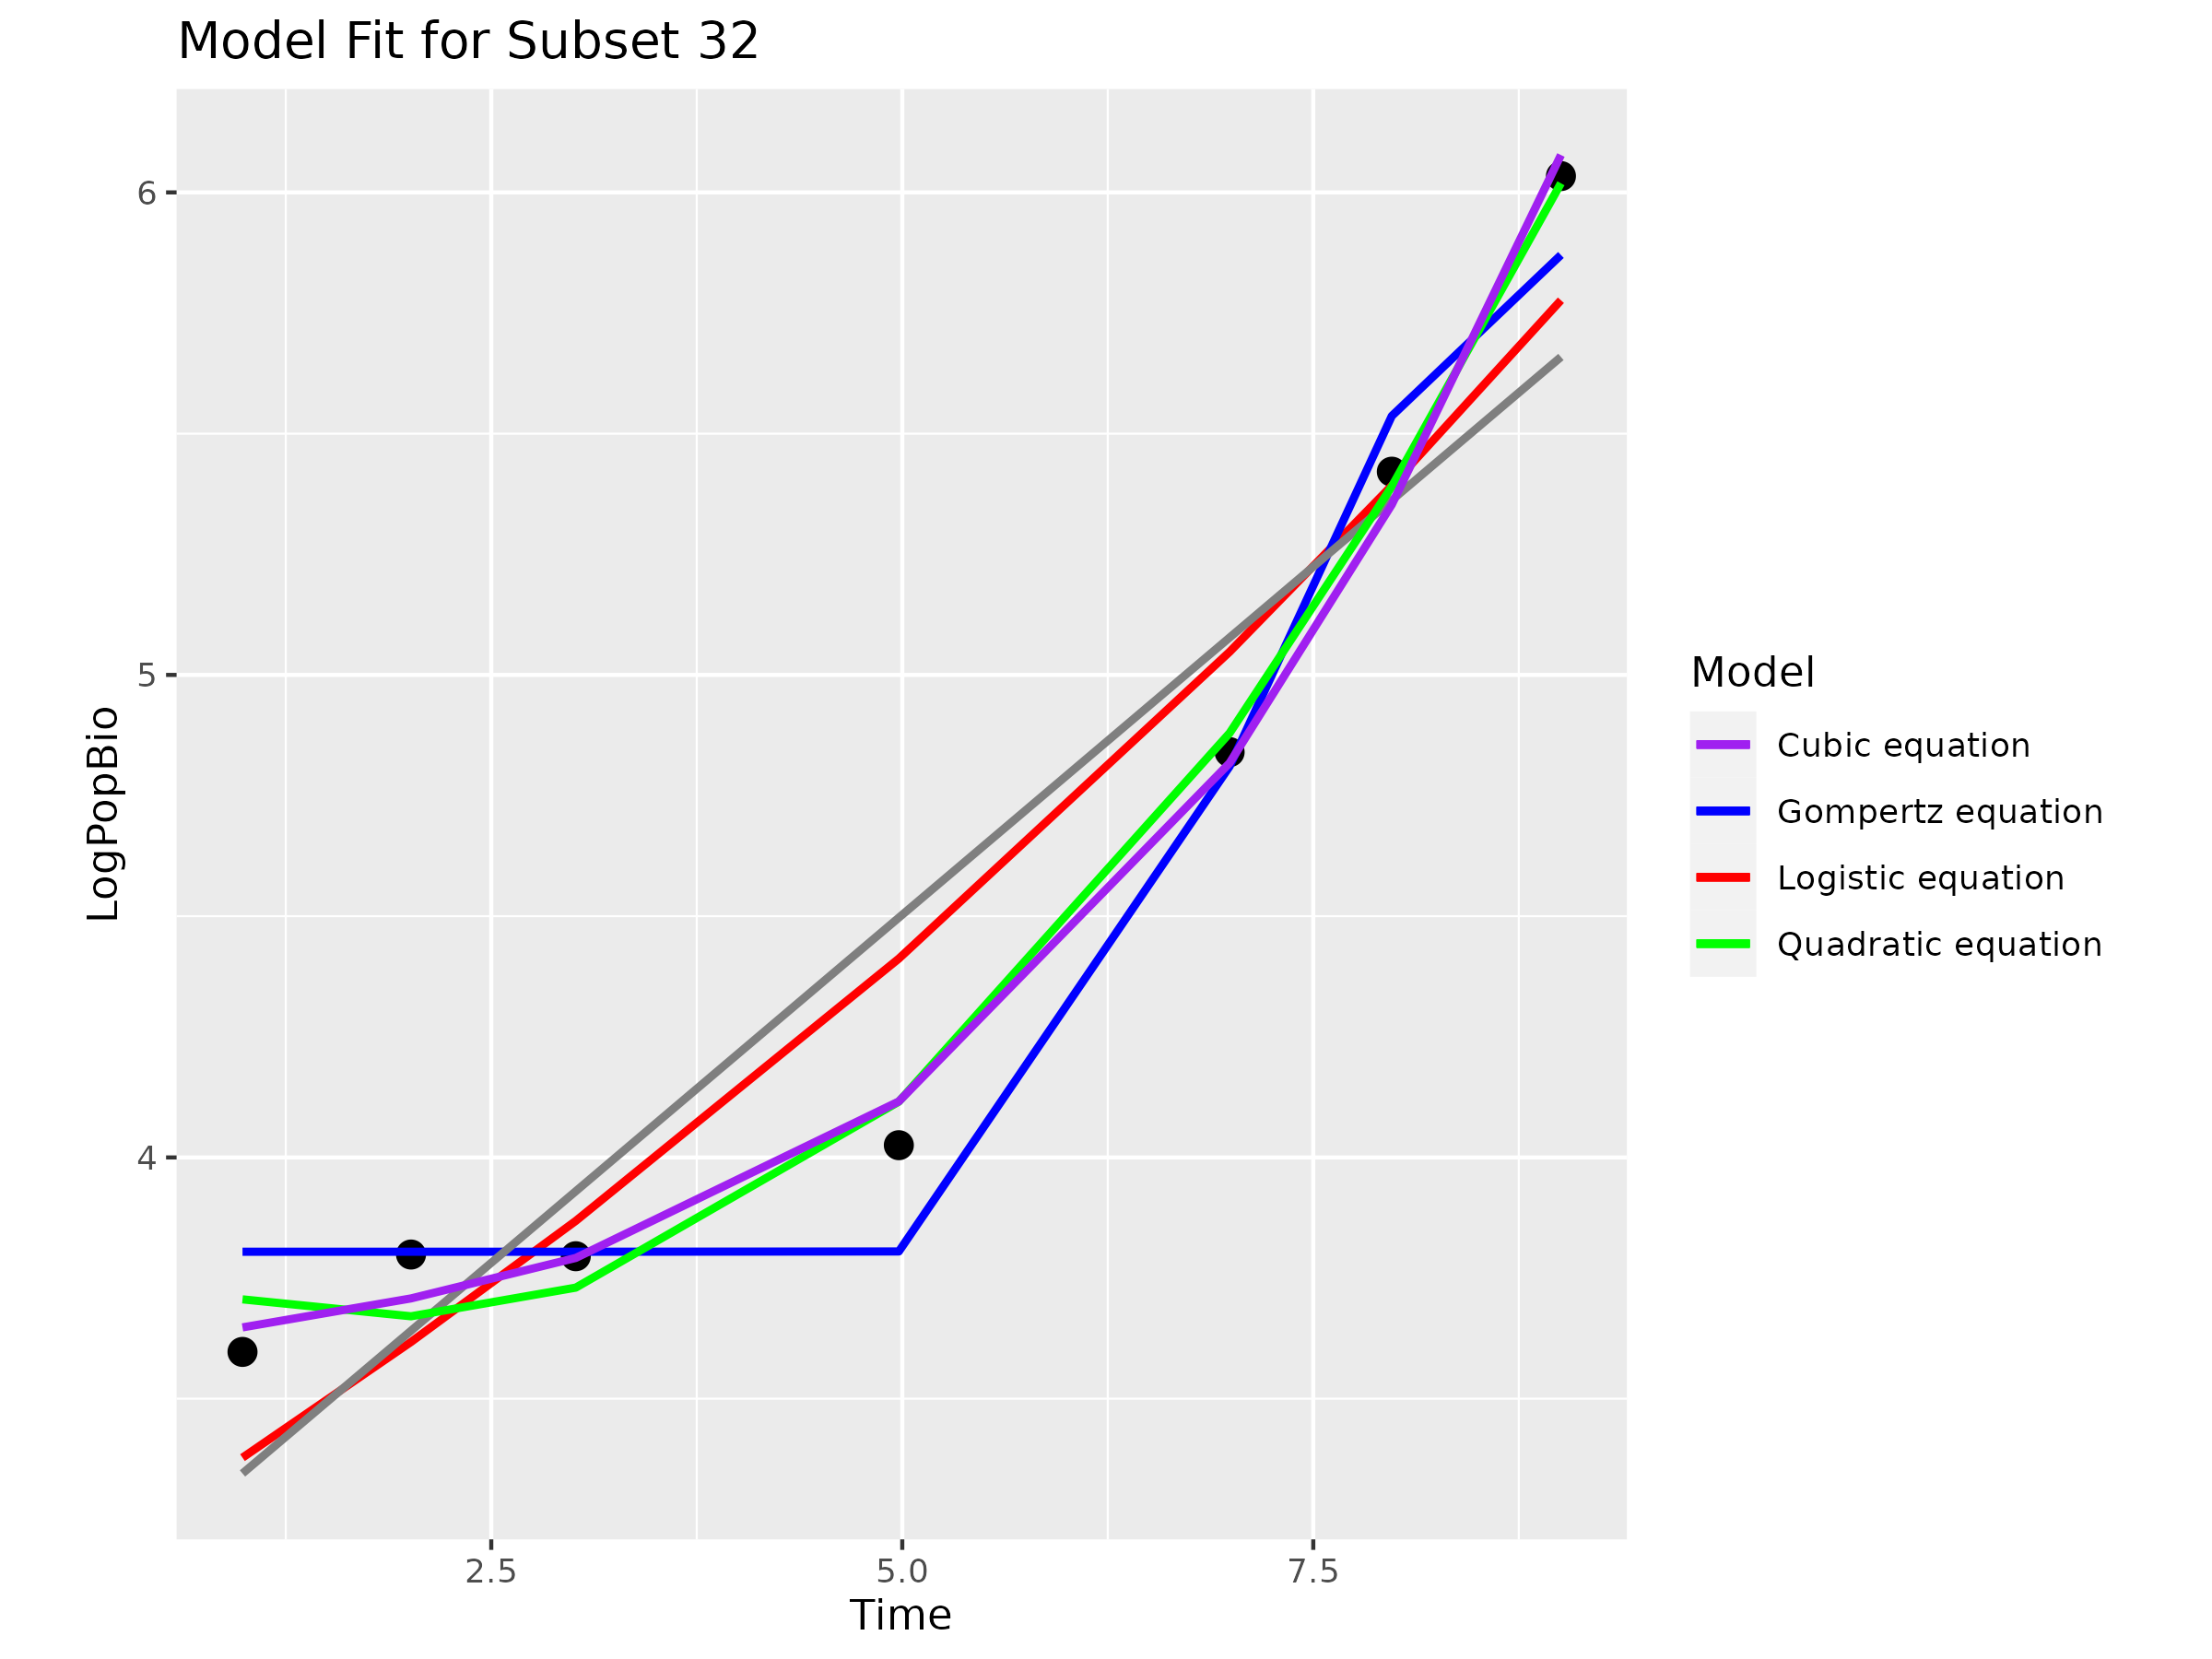 Model Fit for Subset 32
6
5
4
LogPopBio
2.5 5.0 7.5
Time
Model
Cubic equation
Gompertz equation
Logistic equation
Quadratic equation